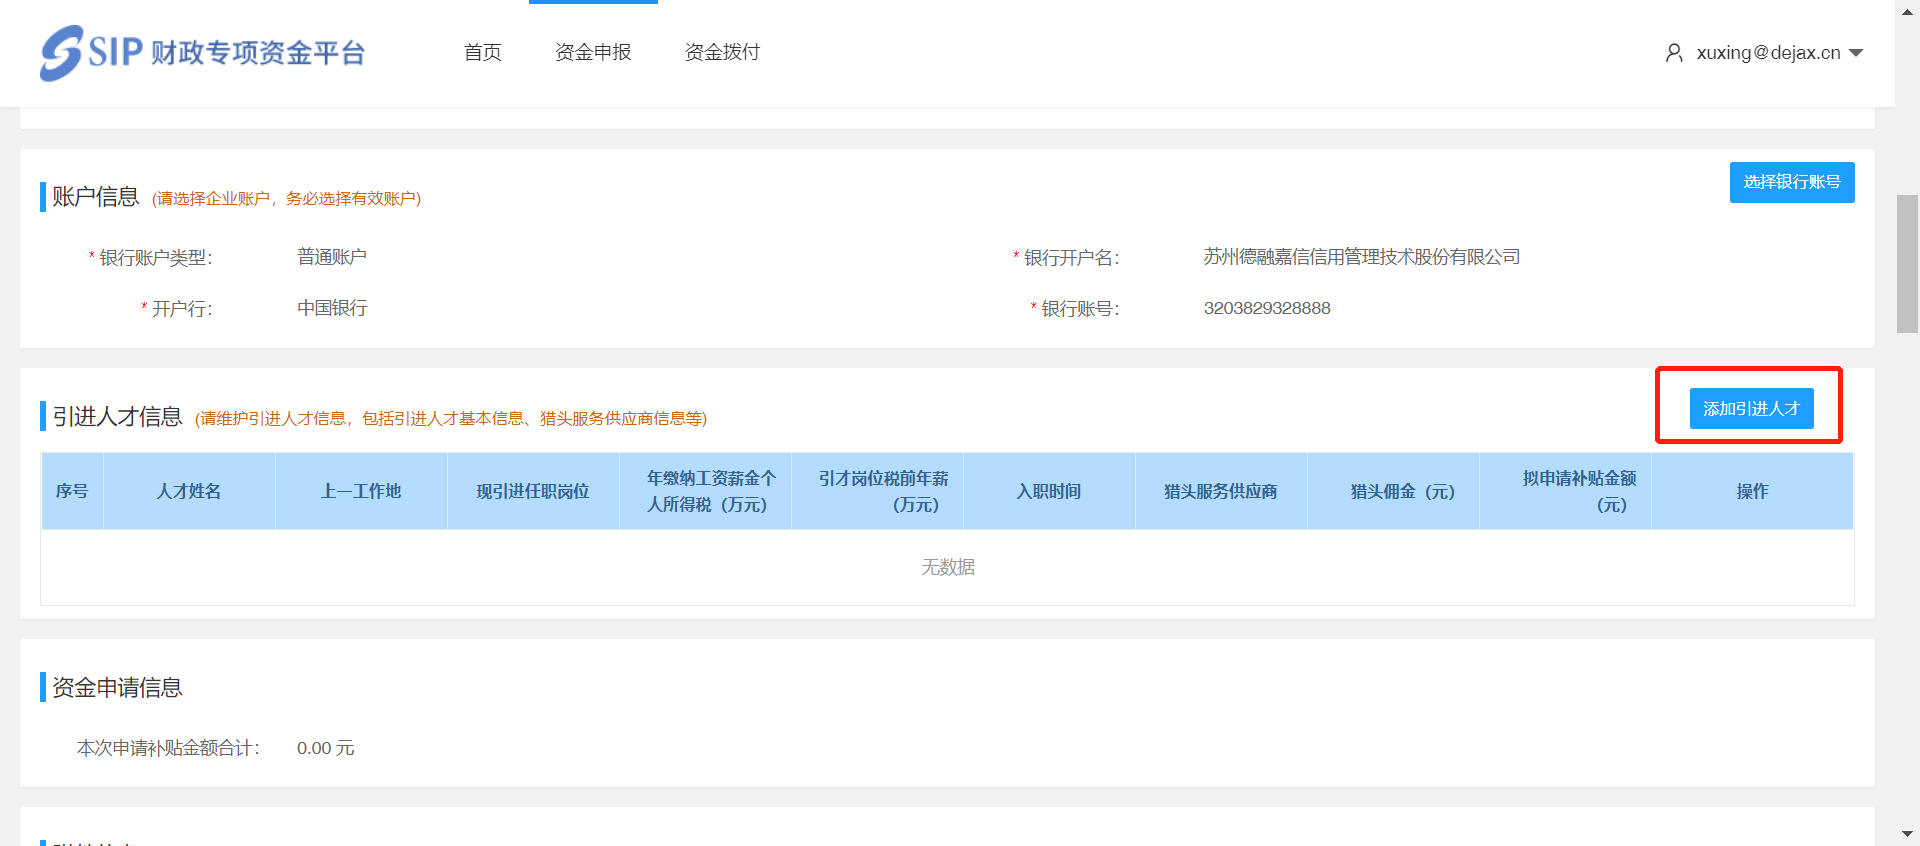 SIP 财政专项资金平台
首页 资金申报 资金拨付
xuxing@dejax.cn
账户信息 (请选择企业账户，务必选择有效账户)
选择银行账号
* 银行账户类型： 普通账户
* 银行开户名： 苏州德融嘉信信用管理技术股份有限公司
* 开户行： 中国银行
* 银行账号： 3203829328888
引进人才信息 (请维护引进人才信息，包括引进人才基本信息、猎头服务供应商信息等)
添加引进人才
序号 人才姓名 上一工作地 现引进任职岗位 年缴纳工资薪金个人所得税（万元） 引才岗位税前年薪（万元） 入职时间 猎头服务供应商 猎头佣金（元） 拟申请补贴金额（元） 操作
无数据
资金申请信息
本次申请补贴金额合计： 0.00 元